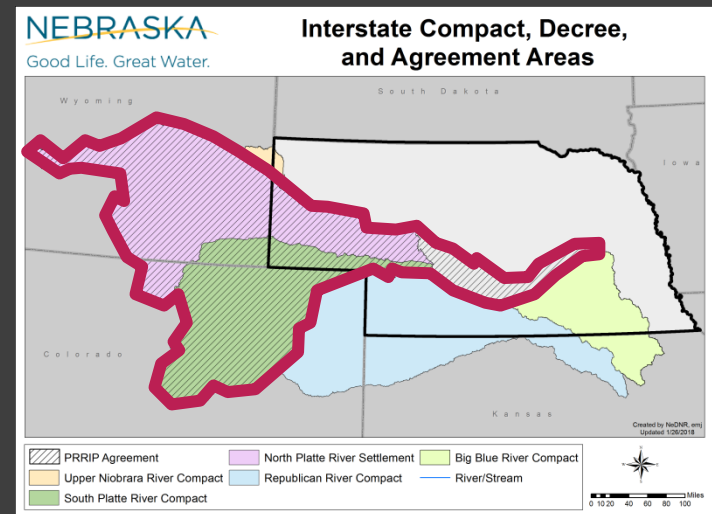 NEBRASKA
Good Life. Great Water.
Interstate Compact, Decree,
and Agreement Areas
Wyoming
South Dakota
Iowa
Colorado
Kansas
Created by NeDNR, emj
Updated 1/26/2018
PRRIP Agreement
North Platte River Settlement
Big Blue River Compact
Upper Niobrara River Compact
Republican River Compact
River/Stream
South Platte River Compact
Miles
0 10 20 40 60 80 100